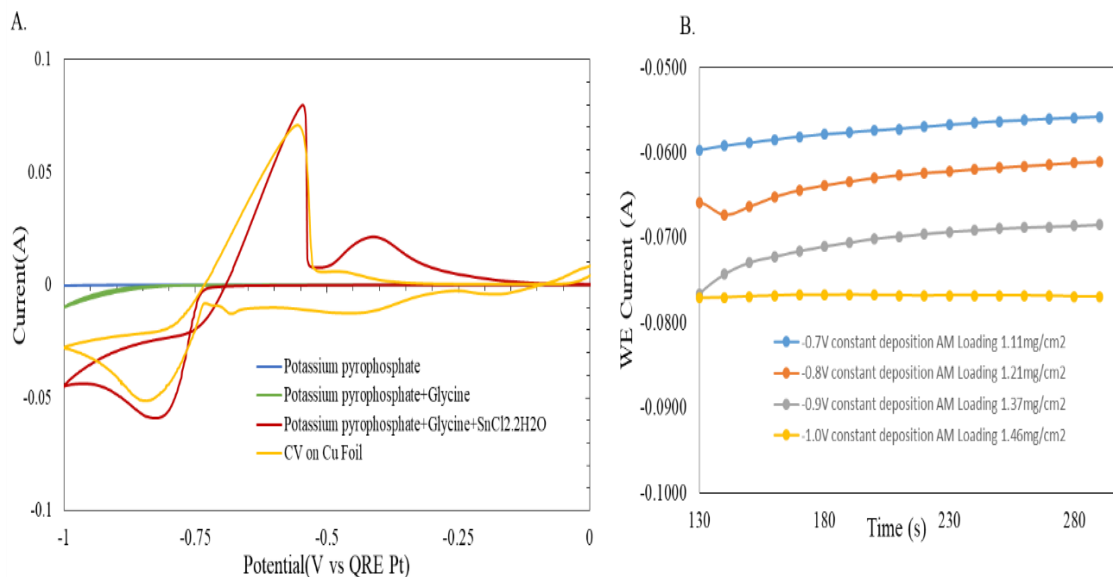 A.
0.1
0.05
0
-0.05
-0.1
-1
-0.75
-0.5
-0.25
0
Current(A)
Potential(V vs QRE Pt)
Potassium pyrophosphate
Potassium pyrophosphate+Glycine
Potassium pyrophosphate+Glycine+SnCl2.2H2O
CV on Cu Foil
B.
-0.0500
-0.0600
-0.0700
-0.0800
-0.0900
-0.1000
130
180
230
280
WE Current (A)
Time (s)
-0.7V constant deposition AM Loading 1.11mg/cm2
-0.8V constant deposition AM Loading 1.21mg/cm2
-0.9V constant deposition AM Loading 1.37mg/cm2
-1.0V constant deposition AM Loading 1.46mg/cm2